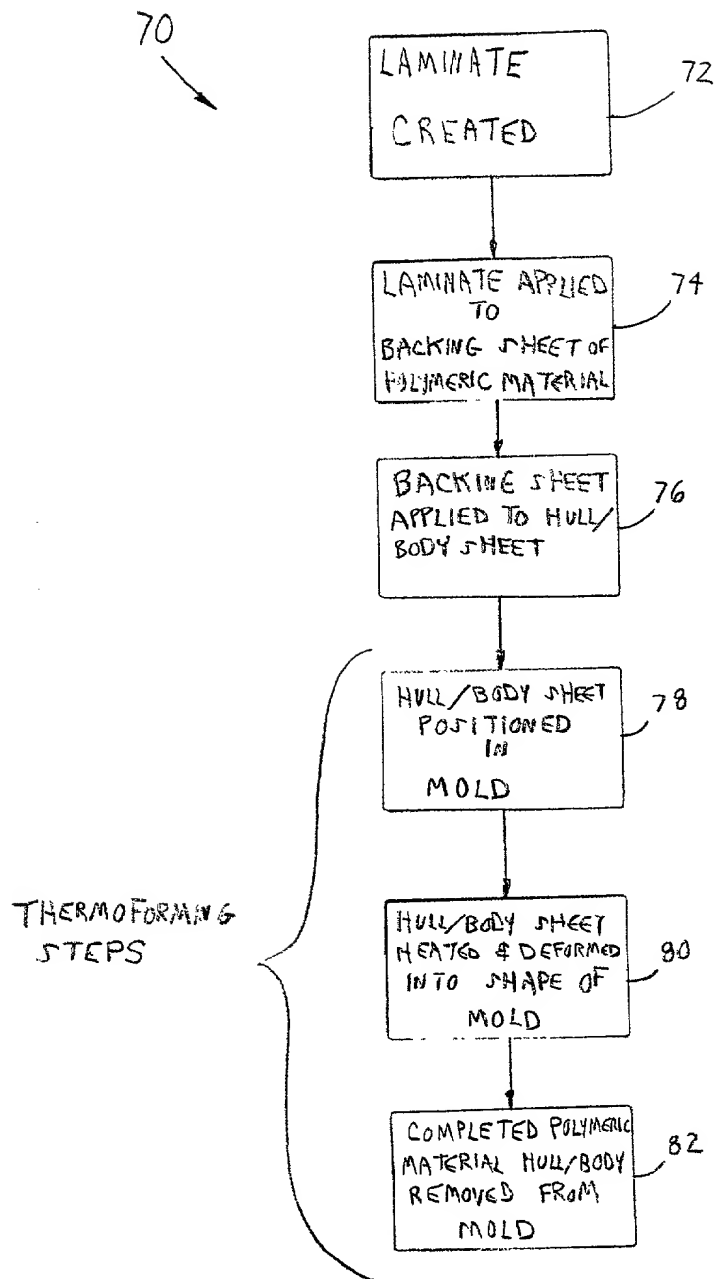 70
LAMINATE
CREATED
72
LAMINATE APPLIED
TO
BACKING SHEET OF
POLYMERIC MATERIAL
74
BACKING SHEET
APPLIED TO HULL/
BODY SHEET
76
HULL/BODY SHEET
POSITIONED
IN
MOLD
78
THERMOFORMING
STEPS
HULL/BODY SHEET
HEATED & DEFORMED
INTO SHAPE OF
MOLD
80
COMPLETED POLYMERIC
MATERIAL HULL/BODY
REMOVED FROM
MOLD
82